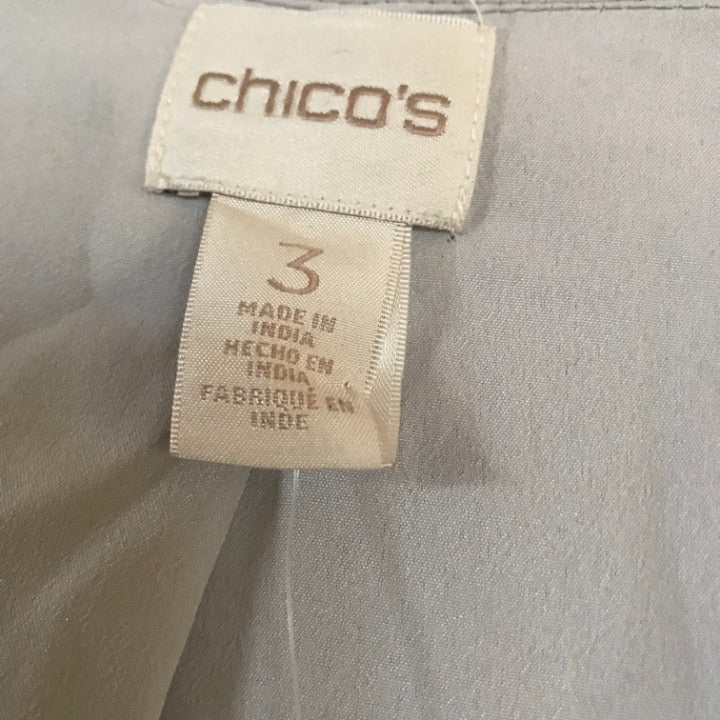 chico's
3
MADE IN
INDIA
HECHO EN
INDIA
FABRIQUÉ EN
INDE